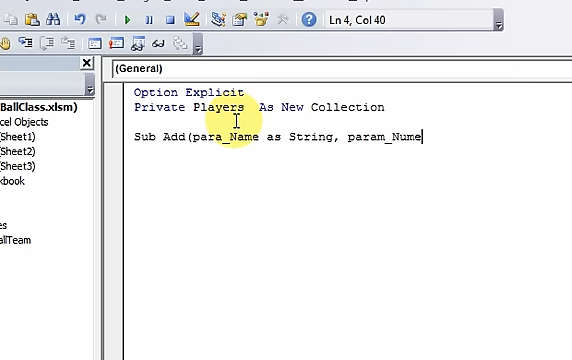 Ln 4, Col 40
(General)
BallClass.xlsm)
cel Objects
Sheet1)
Sheet2)
Sheet3)
kbook
es
allTeam
Option Explicit
Private Players As New Collection
Sub Add(para_Name as String, param_Nume